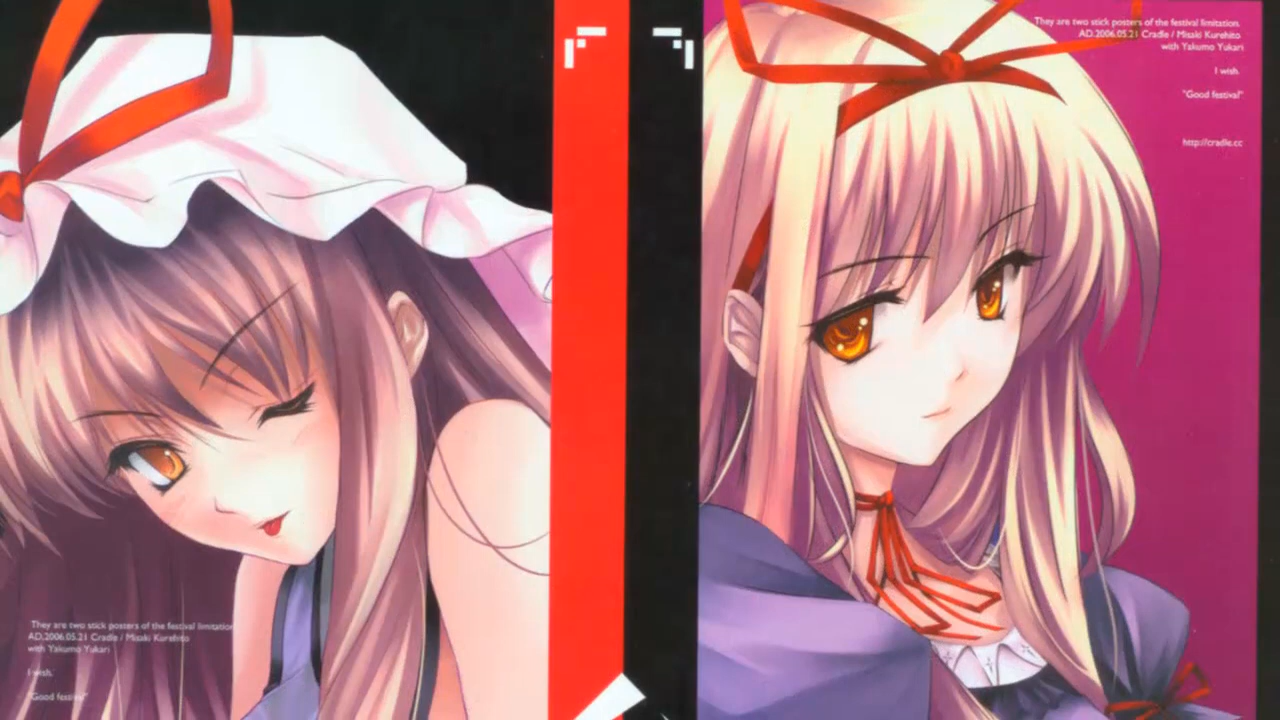 They are two stick posters of the festival limitation.
AD.2006.05.21 Cradle / Misaki Kurehito
with Yakumo Yukari
I wish.
"Good festival"
http://cradle.cc
They are two stick posters of the festival limitation
AD.2006.05.21 Cradle / Misaki Kurehito
with Yakumo Yukari
I wish.
"Good festival"